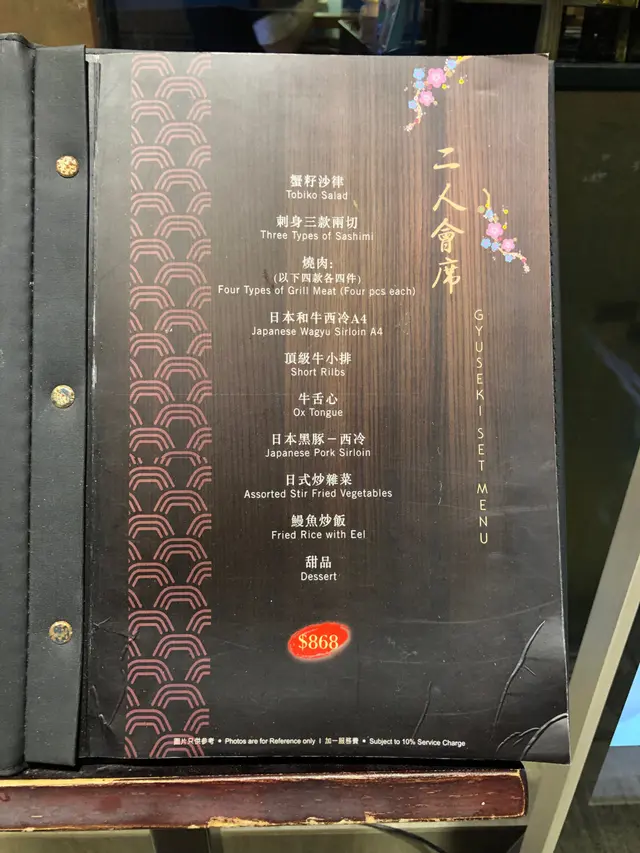 二人會席
GYUSEKI SET MENU
蟹籽沙律
Tobiko Salad
刺身三款兩切
Three Types of Sashimi
燒肉:
(以下四款各四件)
Four Types of Grill Meat (Four pcs each)
日本和牛西冷A4
Japanese Wagyu Sirloin A4
頂級牛小排
Short Rilbs
牛舌心
Ox Tongue
日本黑豚－西冷
Japanese Pork Sirloin
日式炒雜菜
Assorted Stir Fried Vegetables
鰻魚炒飯
Fried Rice with Eel
甜品
Dessert
$868
圖片只供參考 • Photos are for Reference only | 加一服務費 • Subject to 10% Service Charge